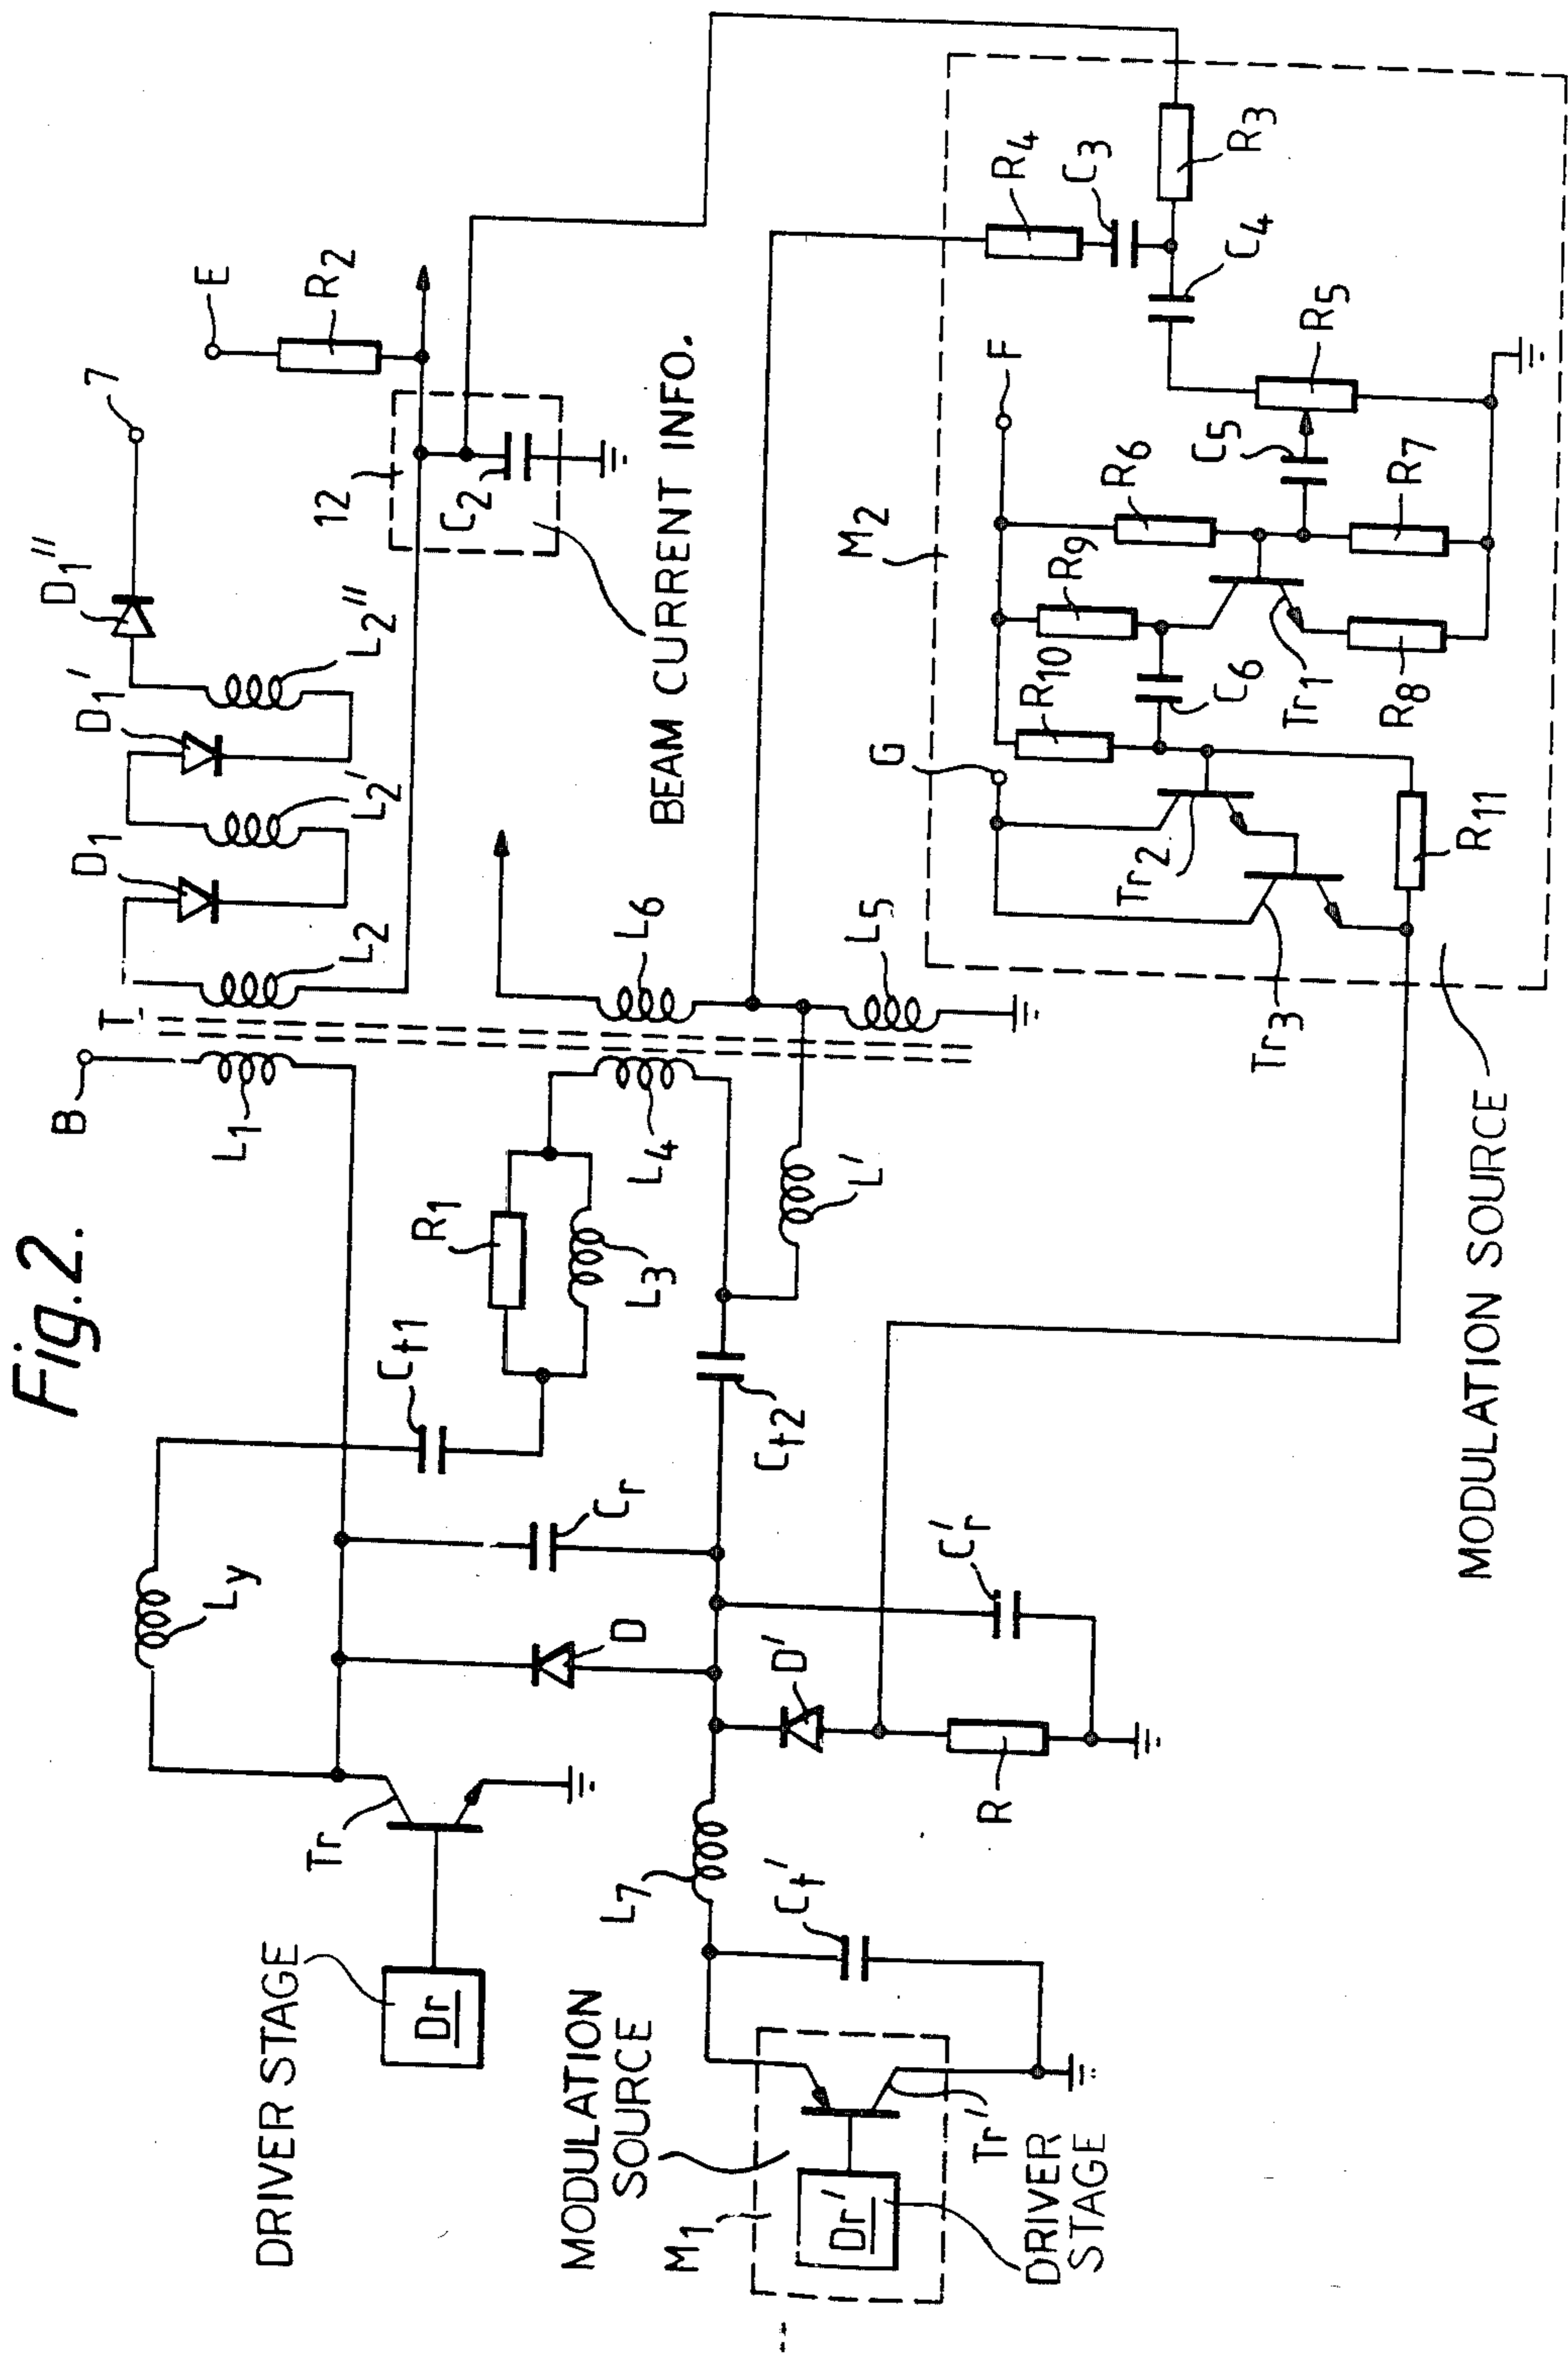 Fig.2.
B
T
L1
L2
D1
L2'
D1'
L2''
D1''
7
E
R2
12
C2
BEAM CURRENT INFO.
Ly
Ct1
R1
L3
L4
L6
L5
L'
Ct2
Cr
D
D'
Cr'
R
Tr
DRIVER STAGE
Dr
L7
Ct'
MODULATION
SOURCE
M1
Dr'
Tr'
DRIVER
STAGE
M2
R4
C3
R3
C4
R5
F
C5
R6
R7
R9
R10
C6
Tr1
R8
G
Tr2
Tr3
R11
MODULATION SOURCE